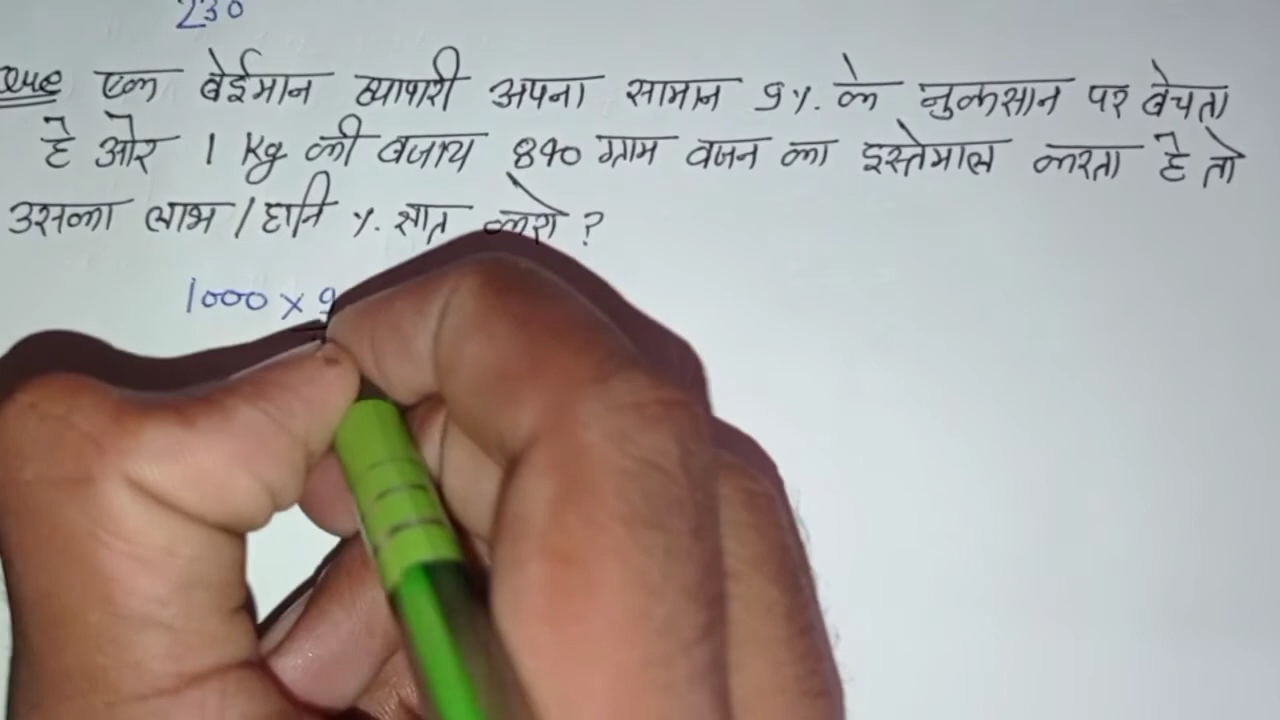 230
Que एक बेईमान व्यापारी अपना सामान 9%. के नुकसान पर बेचता
है और 1 Kg की बजाय 840 ग्राम वजन का इस्तेमाल करता है तो
उसका लाभ / हानि %. ज्ञात करो ?
1000 × 9